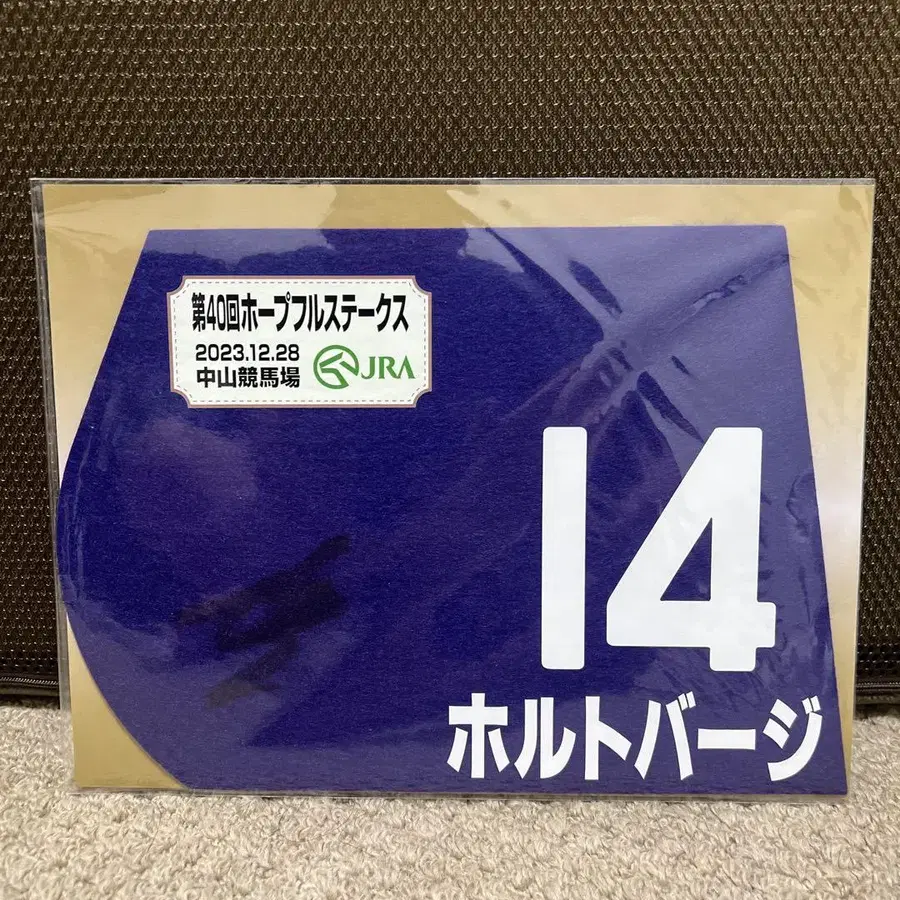 第40回ホープフルステークス
2023.12.28
中山競馬場
JRA
14
ホルトバージ